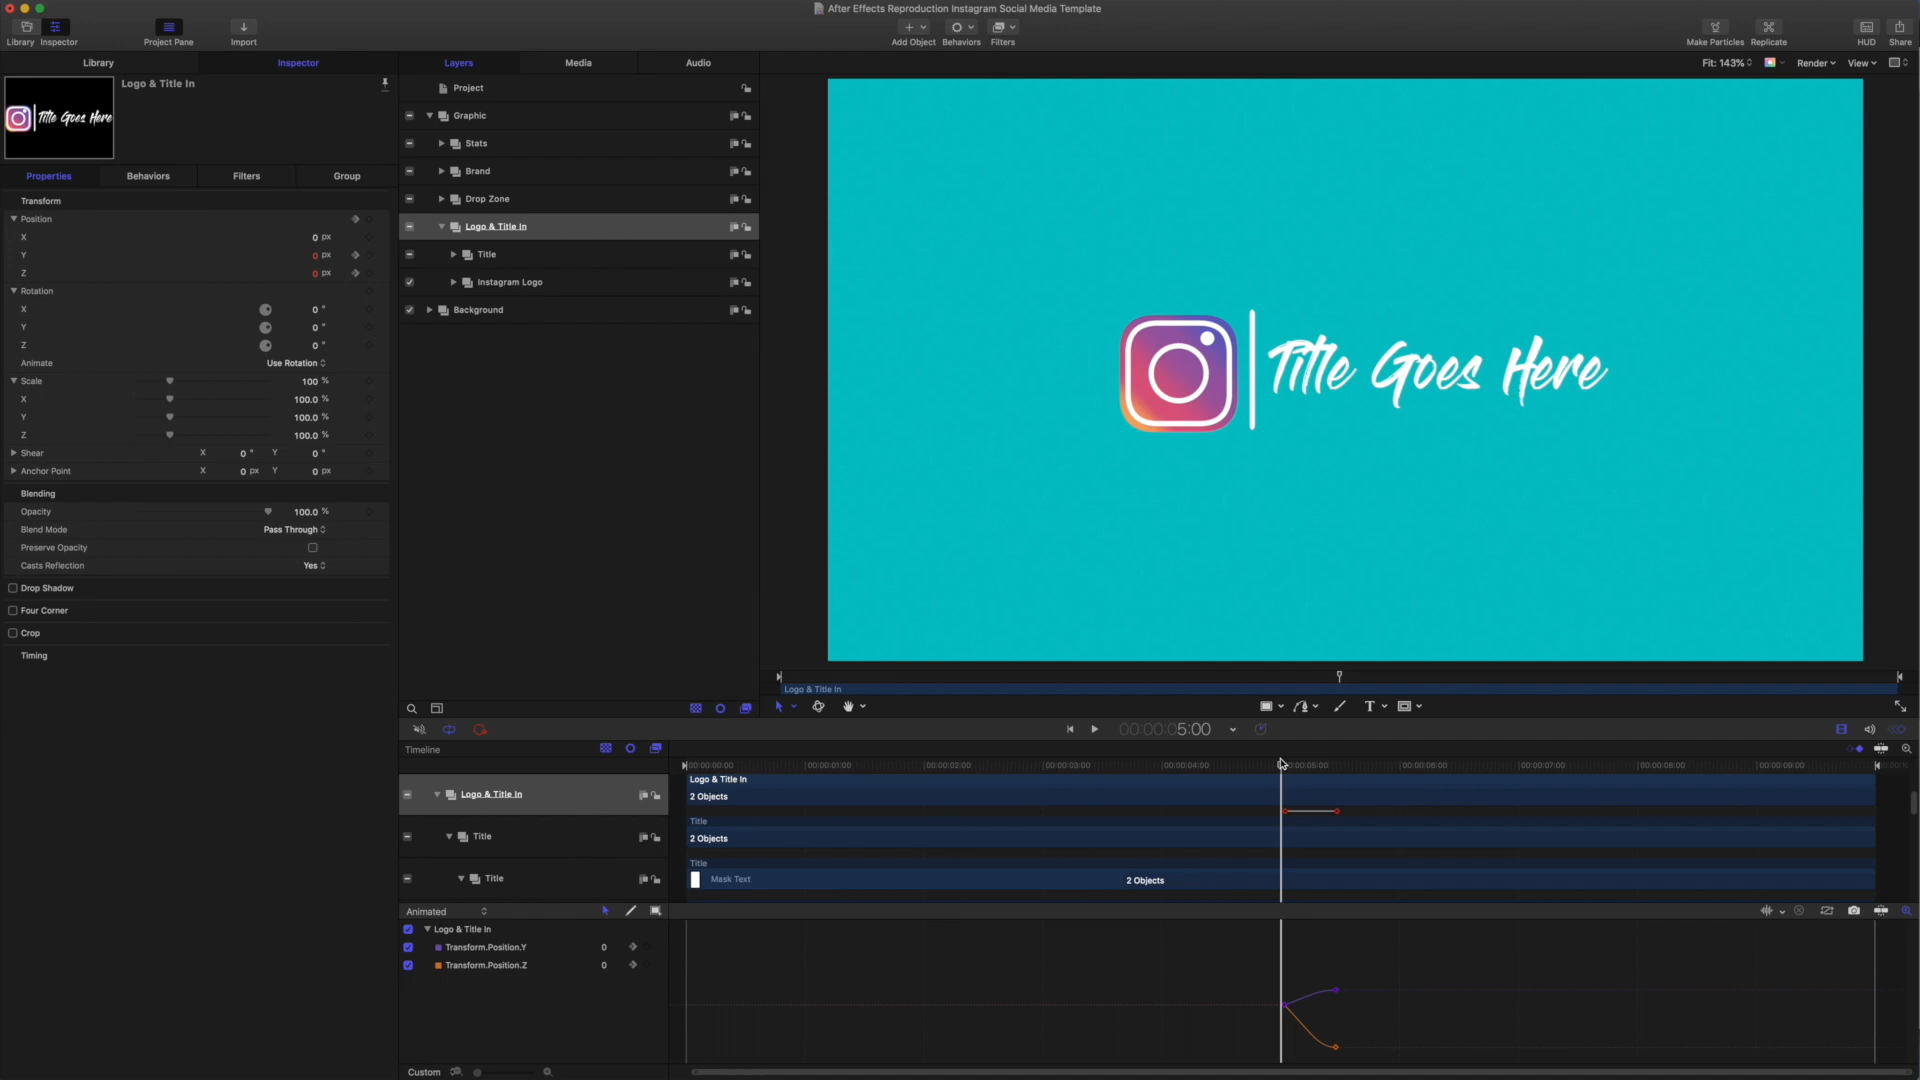 After Effects Reproduction Instagram Social Media Template
Library
Inspector
Project Pane
Import
Add Object
Behaviors
Filters
Make Particles
Replicate
HUD
Share
Library
Inspector
Layers
Media
Audio
Fit: 143%
Render
View
Logo & Title In
Title Goes Here
Properties
Behaviors
Filters
Group
Transform
Position
X 0 px
Y 0 px
Z 0 px
Rotation
X 0 °
Y 0 °
Z 0 °
Animate Use Rotation
Scale 100 %
X 100.0 %
Y 100.0 %
Z 100.0 %
Shear X 0 ° Y 0 °
Anchor Point X 0 px Y 0 px
Blending
Opacity 100.0 %
Blend Mode Pass Through
Preserve Opacity
Casts Reflection Yes
Drop Shadow
Four Corner
Crop
Timing
Project
Graphic
Stats
Brand
Drop Zone
Logo & Title In
Title
Instagram Logo
Background
Title Goes Here
Logo & Title In
T
00:00:05:00
Timeline
00:00:00:00 00:00:01:00 00:00:02:00 00:00:03:00 00:00:04:00 00:00:05:00 00:00:06:00 00:00:07:00 00:00:08:00 00:00:09:00
Logo & Title In
Title
Title
Logo & Title In
2 Objects
Title
2 Objects
Title
Mask Text
2 Objects
Animated
Logo & Title In
Transform.Position.Y 0
Transform.Position.Z 0
Custom